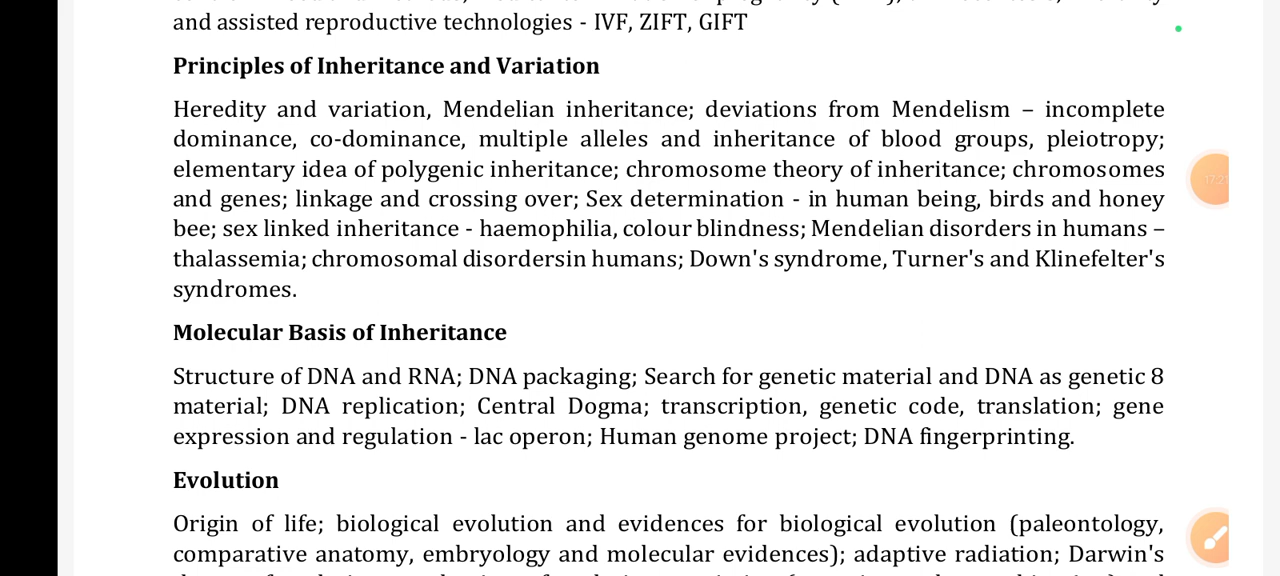 and assisted reproductive technologies - IVF, ZIFT, GIFT
Principles of Inheritance and Variation
Heredity and variation, Mendelian inheritance; deviations from Mendelism – incomplete
dominance, co-dominance, multiple alleles and inheritance of blood groups, pleiotropy;
elementary idea of polygenic inheritance; chromosome theory of inheritance; chromosomes
and genes; linkage and crossing over; Sex determination - in human being, birds and honey
bee; sex linked inheritance - haemophilia, colour blindness; Mendelian disorders in humans –
thalassemia; chromosomal disordersin humans; Down's syndrome, Turner's and Klinefelter's
syndromes.
Molecular Basis of Inheritance
Structure of DNA and RNA; DNA packaging; Search for genetic material and DNA as genetic 8
material; DNA replication; Central Dogma; transcription, genetic code, translation; gene
expression and regulation - lac operon; Human genome project; DNA fingerprinting.
Evolution
Origin of life; biological evolution and evidences for biological evolution (paleontology,
comparative anatomy, embryology and molecular evidences); adaptive radiation; Darwin's